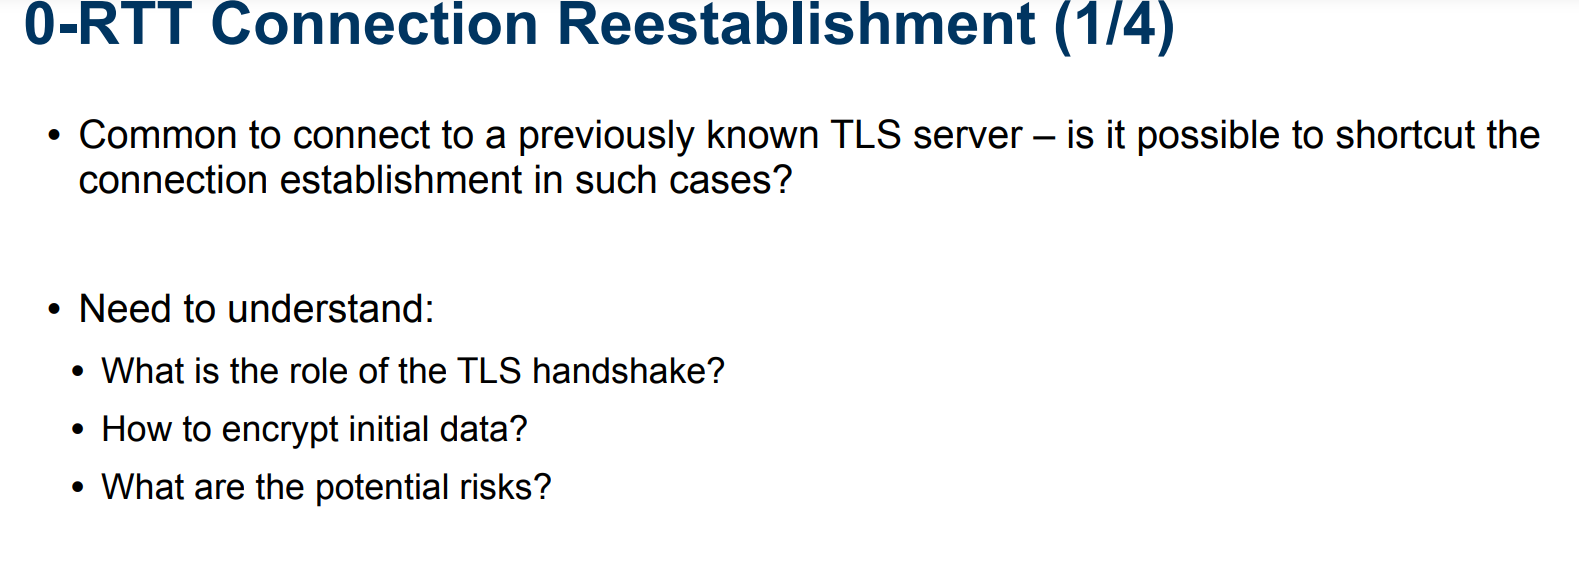 0-RTT Connection Reestablishment (1/4)
• Common to connect to a previously known TLS server – is it possible to shortcut the
connection establishment in such cases?
• Need to understand:
• What is the role of the TLS handshake?
• How to encrypt initial data?
• What are the potential risks?